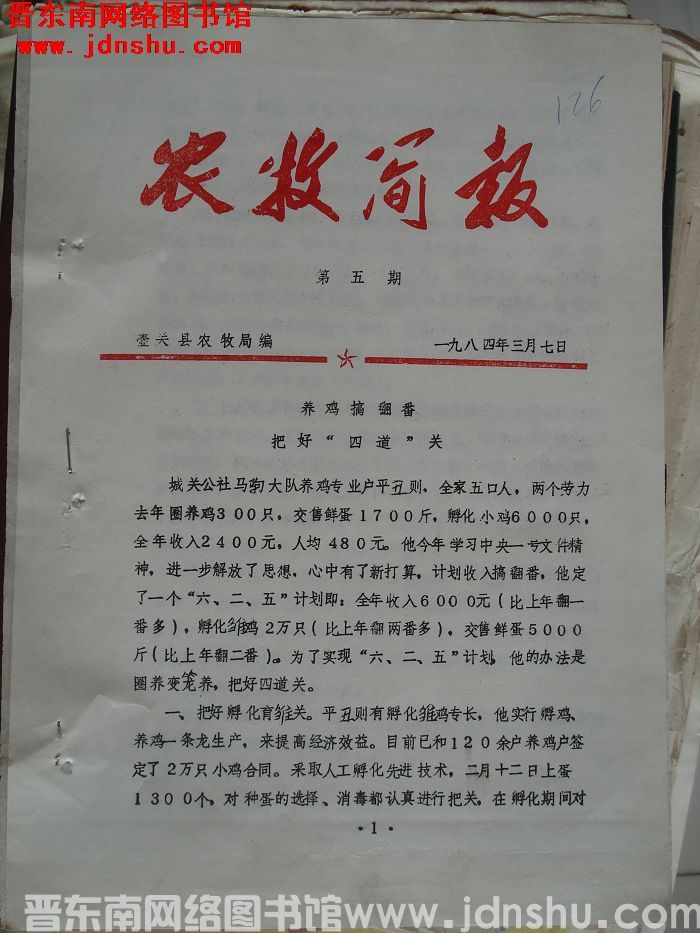 晋东南网络图书馆
www.jdnshu.com
126
农牧简报
第五期
壶关县农牧局编
一九八四年三月七日
养鸡搞翻番
把好“四道”关
城关公社马驹大队养鸡专业户平丑则，全家五口人，两个劳力
去年圈养鸡300只，交售鲜蛋1700斤，孵化小鸡6000只，
全年收入2400元，人均480元。他今年学习中央一号文件精
神，进一步解放了思想，心中有了新打算，计划收入搞翻番，他定
了一个“六、二、五”计划即：全年收入6000元（比上年翻一
番多），孵化雏鸡2万只（比上年翻两番多），交售鲜蛋5000
斤（比上年翻二番）。为了实现“六、二、五”计划，他的办法是
圈养变笼养，把好四道关。
一、把好孵化育雏关。平丑则有孵化雏鸡专长，他实行孵鸡、
养鸡一条龙生产，来提高经济效益。目前已和120余户养鸡户签
定了2万只小鸡合同。采取人工孵化先进技术，二月十二日上蛋
1300个，对种蛋的选择、消毒都认真进行把关，在孵化期间对
·1·
晋东南网络图书馆www.jdnshu.com